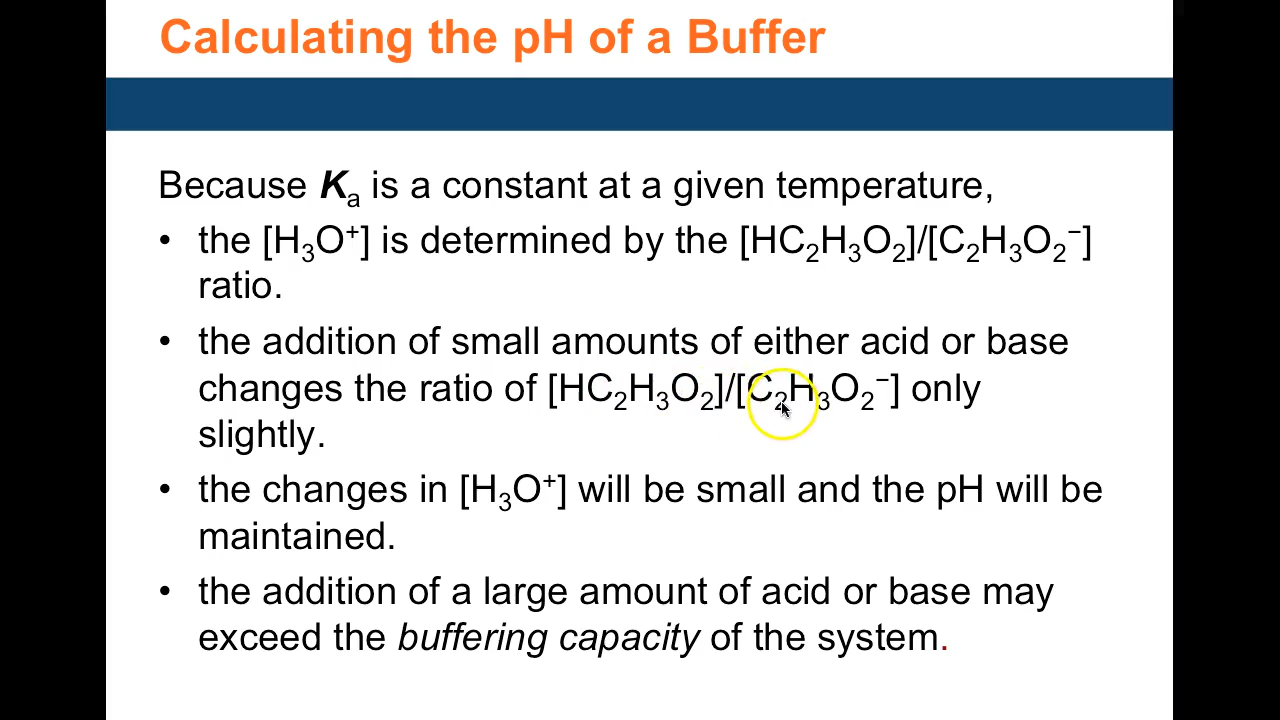 Calculating the pH of a Buffer
Because Kₐ is a constant at a given temperature,
• the [H₃O⁺] is determined by the [HC₂H₃O₂]/[C₂H₃O₂⁻]
ratio.
• the addition of small amounts of either acid or base
changes the ratio of [HC₂H₃O₂]/[C₂H₃O₂⁻] only
slightly.
• the changes in [H₃O⁺] will be small and the pH will be
maintained.
• the addition of a large amount of acid or base may
exceed the buffering capacity of the system.